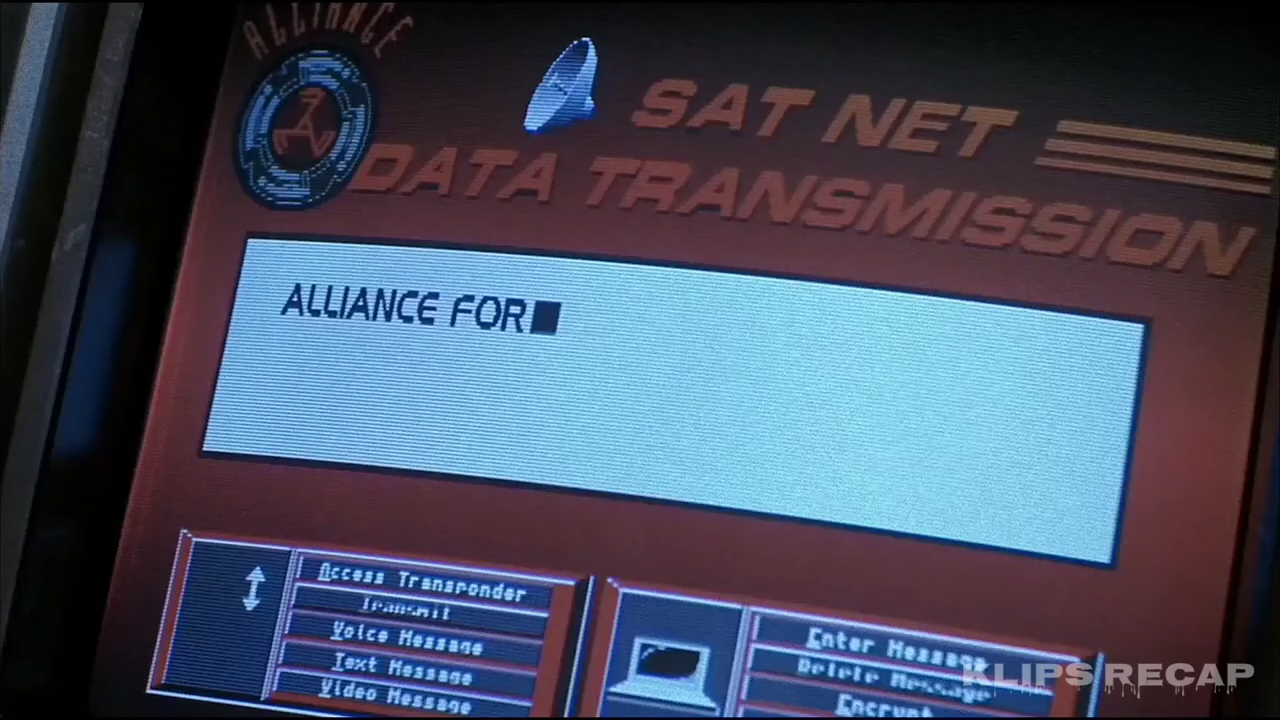 ALLIANCE
SAT NET
DATA TRANSMISSION
ALLIANCE FOR
Access Transponder
Transmit
Voice Message
Text Message
Video Message
Enter Message
Delete Message
Encrypt
KLIPS RECAP